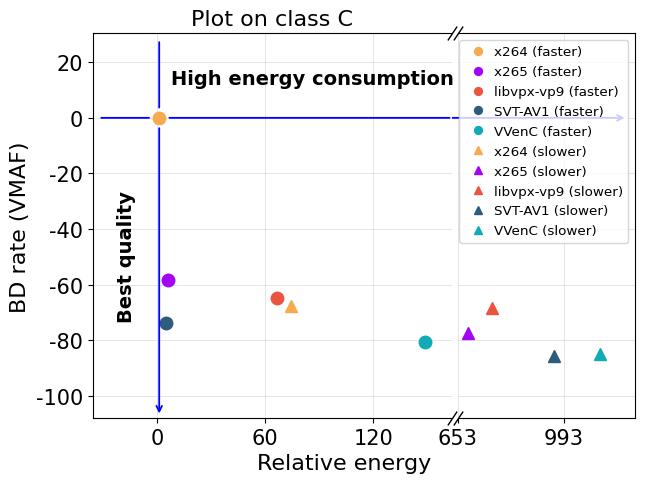 Plot on class C
High energy consumption
Best quality
BD rate (VMAF)
20
0
-20
-40
-60
-80
-100
0 60 120 653 993
Relative energy
x264 (faster)
x265 (faster)
libvpx-vp9 (faster)
SVT-AV1 (faster)
VVenC (faster)
x264 (slower)
x265 (slower)
libvpx-vp9 (slower)
SVT-AV1 (slower)
VVenC (slower)